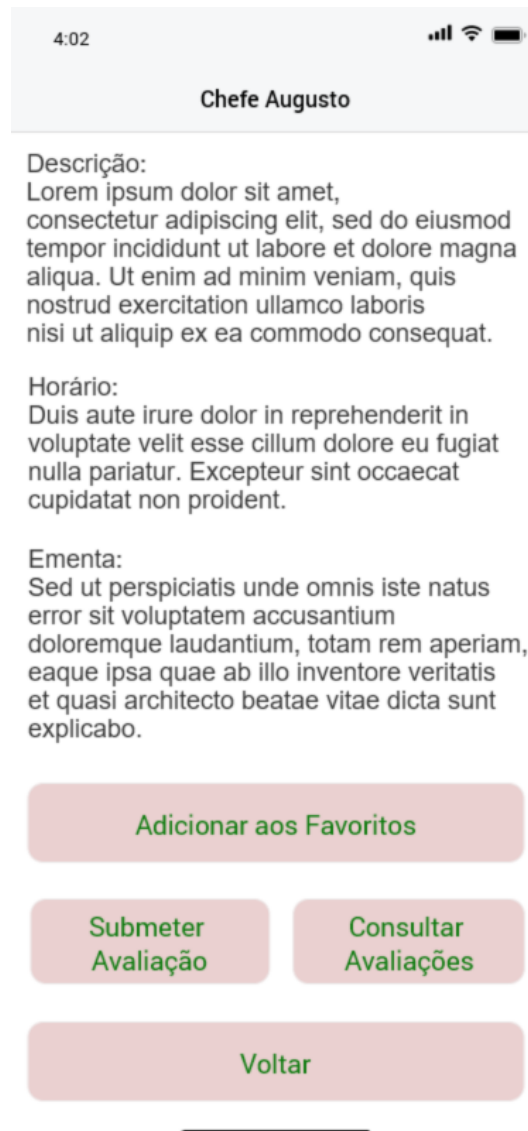 4:02
Chefe Augusto
Descrição:
Lorem ipsum dolor sit amet,
consectetur adipiscing elit, sed do eiusmod
tempor incididunt ut labore et dolore magna
aliqua. Ut enim ad minim veniam, quis
nostrud exercitation ullamco laboris
nisi ut aliquip ex ea commodo consequat.
Horário:
Duis aute irure dolor in reprehenderit in
voluptate velit esse cillum dolore eu fugiat
nulla pariatur. Excepteur sint occaecat
cupidatat non proident.
Ementa:
Sed ut perspiciatis unde omnis iste natus
error sit voluptatem accusantium
doloremque laudantium, totam rem aperiam,
eaque ipsa quae ab illo inventore veritatis
et quasi architecto beatae vitae dicta sunt
explicabo.
Adicionar aos Favoritos
Submeter
Avaliação
Consultar
Avaliações
Voltar